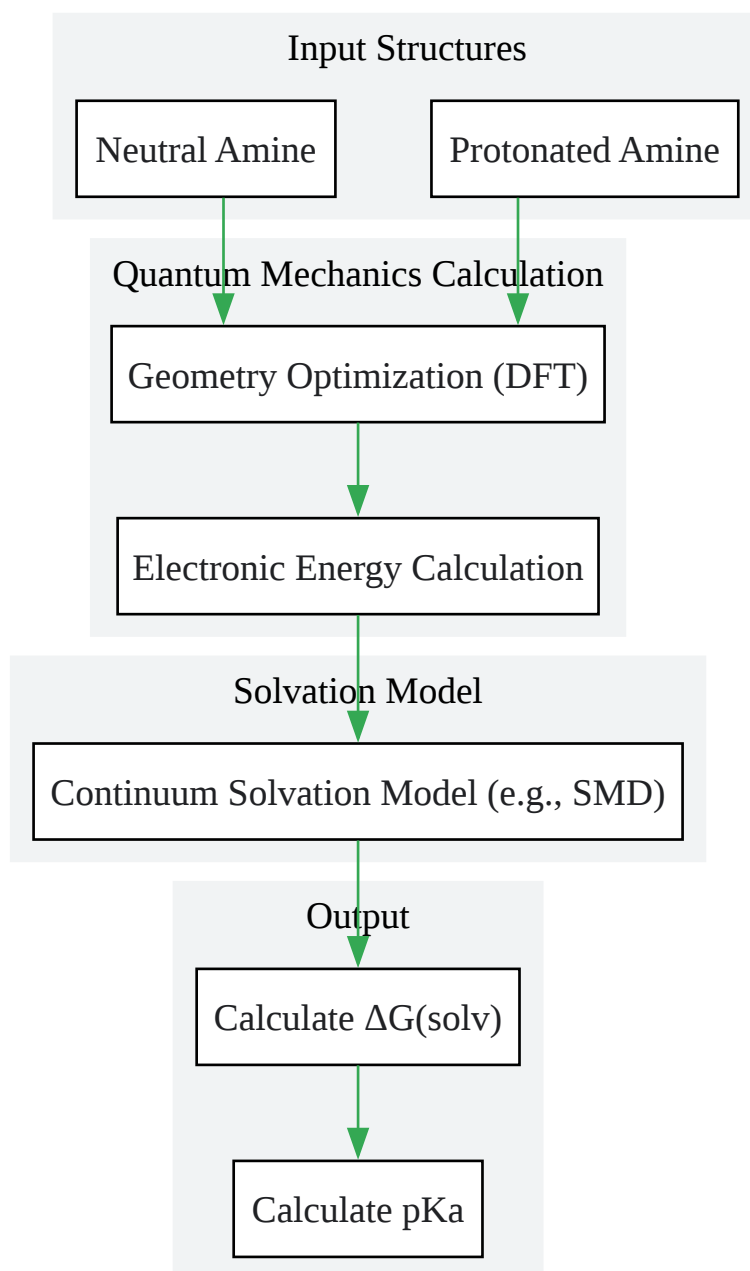 Input Structures
Neutral Amine
Protonated Amine
Quantum Mechanics Calculation
Geometry Optimization (DFT)
Electronic Energy Calculation
Solvation Model
Continuum Solvation Model (e.g., SMD)
Output
Calculate ΔG(solv)
Calculate pKa